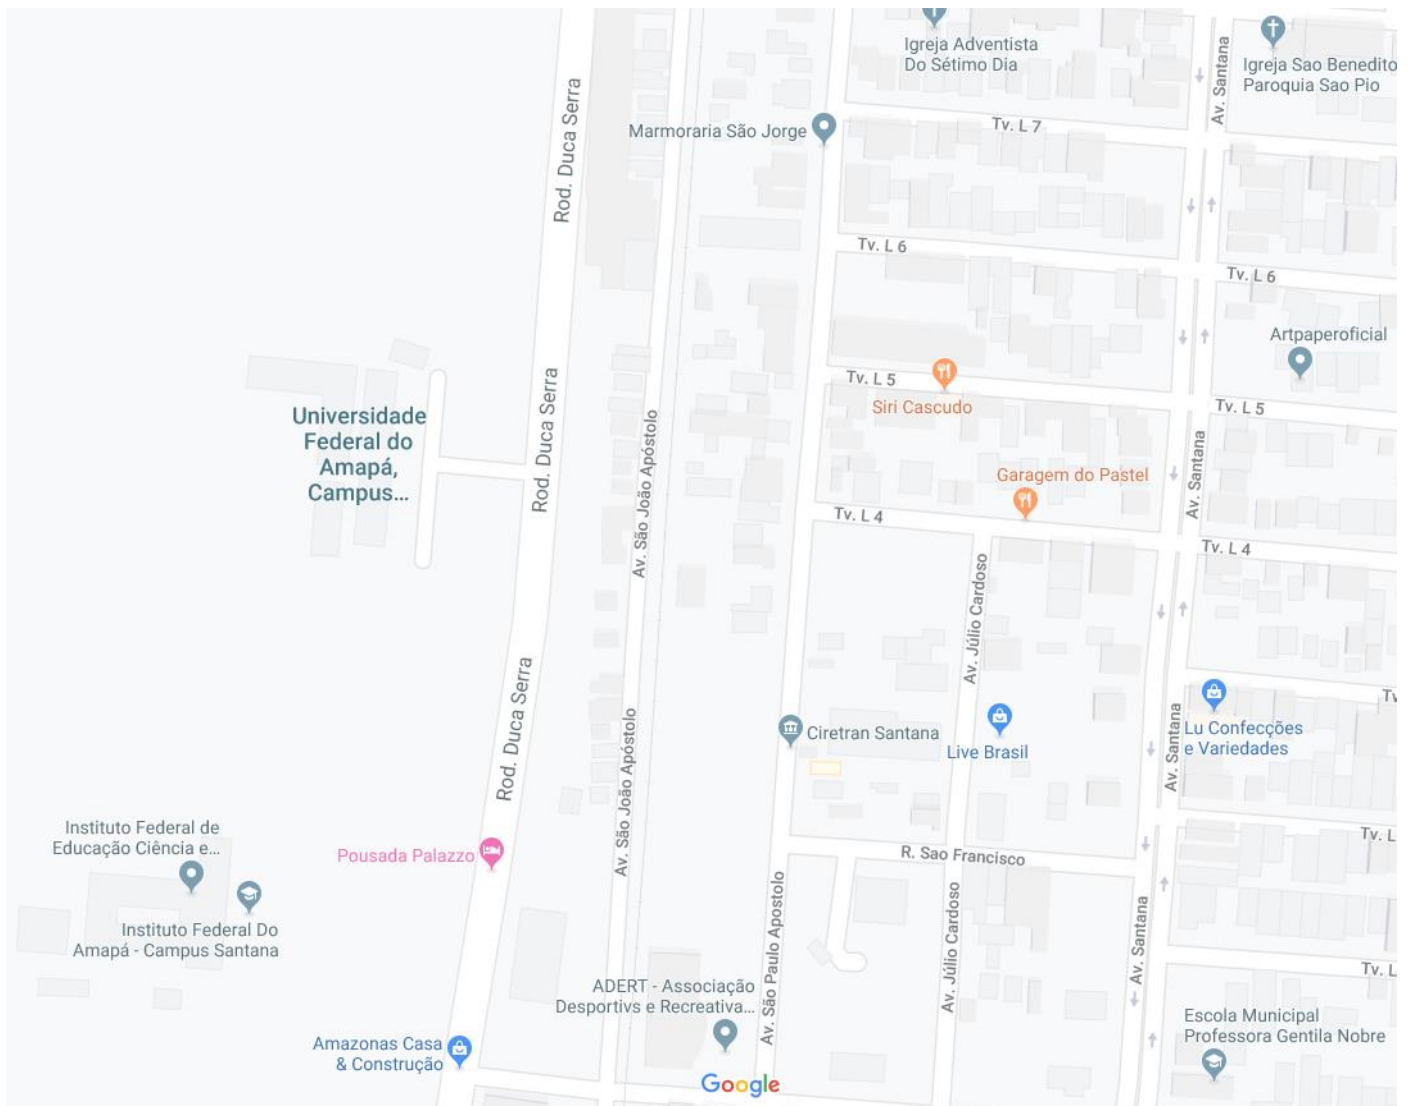 Igreja Adventista
Do Sétimo Dia
Igreja Sao Benedito
Paroquia Sao Pio
Av. Santana
Rod. Duca Serra
Marmoraria São Jorge
Tv. L 7
Tv. L 6
Tv. L 6
Artpaperoficial
Tv. L 5
Siri Cascudo
Tv. L 5
Universidade
Federal do
Amapá,
Campus...
Rod. Duca Serra
Av. São João Apóstolo
Av. Santana
Garagem do Pastel
Tv. L 4
Tv. L 4
Av. Júlio Cardoso
Rod. Duca Serra
Ciretran Santana
Live Brasil
Av. Santana
Lu Confecções
e Variedades
Tv
Av. São João Apóstolo
Instituto Federal de
Educação Ciência e...
Pousada Palazzo
R. Sao Francisco
Tv. L
Instituto Federal Do
Amapá - Campus Santana
Av. São Paulo Apostolo
Av. Júlio Cardoso
Av. Santana
Tv. L
ADERT - Associação
Desportivs e Recreativa...
Escola Municipal
Professora Gentila Nobre
Amazonas Casa
& Construção
Google